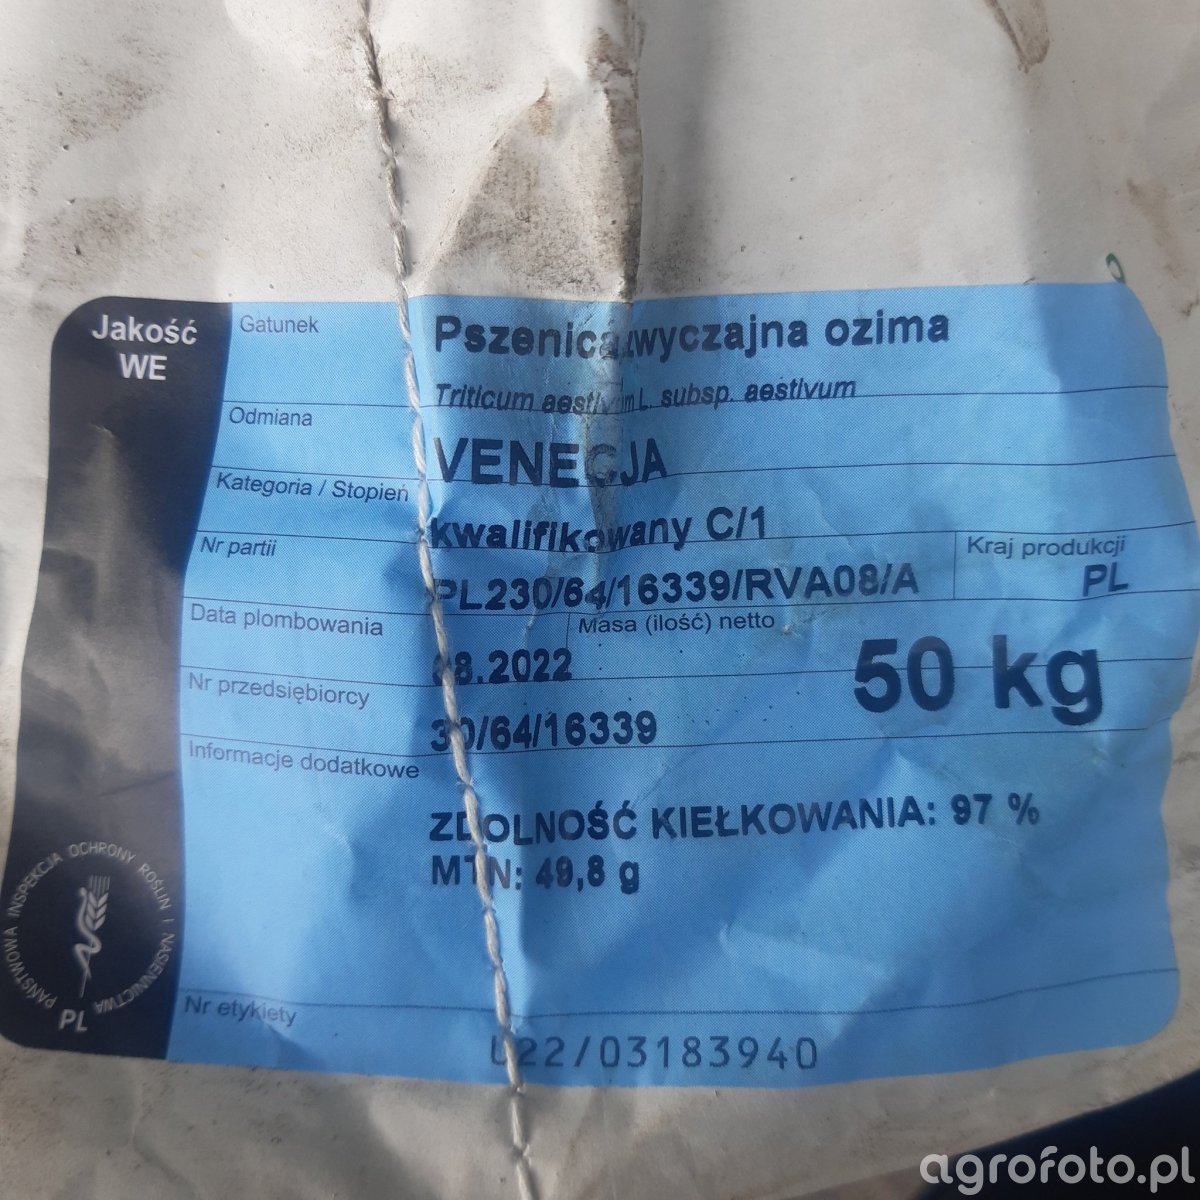 Jakość
WE
Gatunek
Pszenica zwyczajna ozima
Triticum aestivum L. subsp. aestivum
Odmiana
VENECJA
Kategoria / Stopień
kwalifikowany C/1
Nr partii
PL230/64/16339/RVA08/A
Kraj produkcji
PL
Data plombowania
08.2022
Masa (ilość) netto
50 kg
Nr przedsiębiorcy
30/64/16339
Informacje dodatkowe
ZDOLNOŚĆ KIEŁKOWANIA: 97 %
MTN: 49,8 g
PAŃSTWOWA INSPEKCJA OCHRONY ROŚLIN I NASIENNICTWA
PL
Nr etykiety
U22/03183940
agrofoto.pl